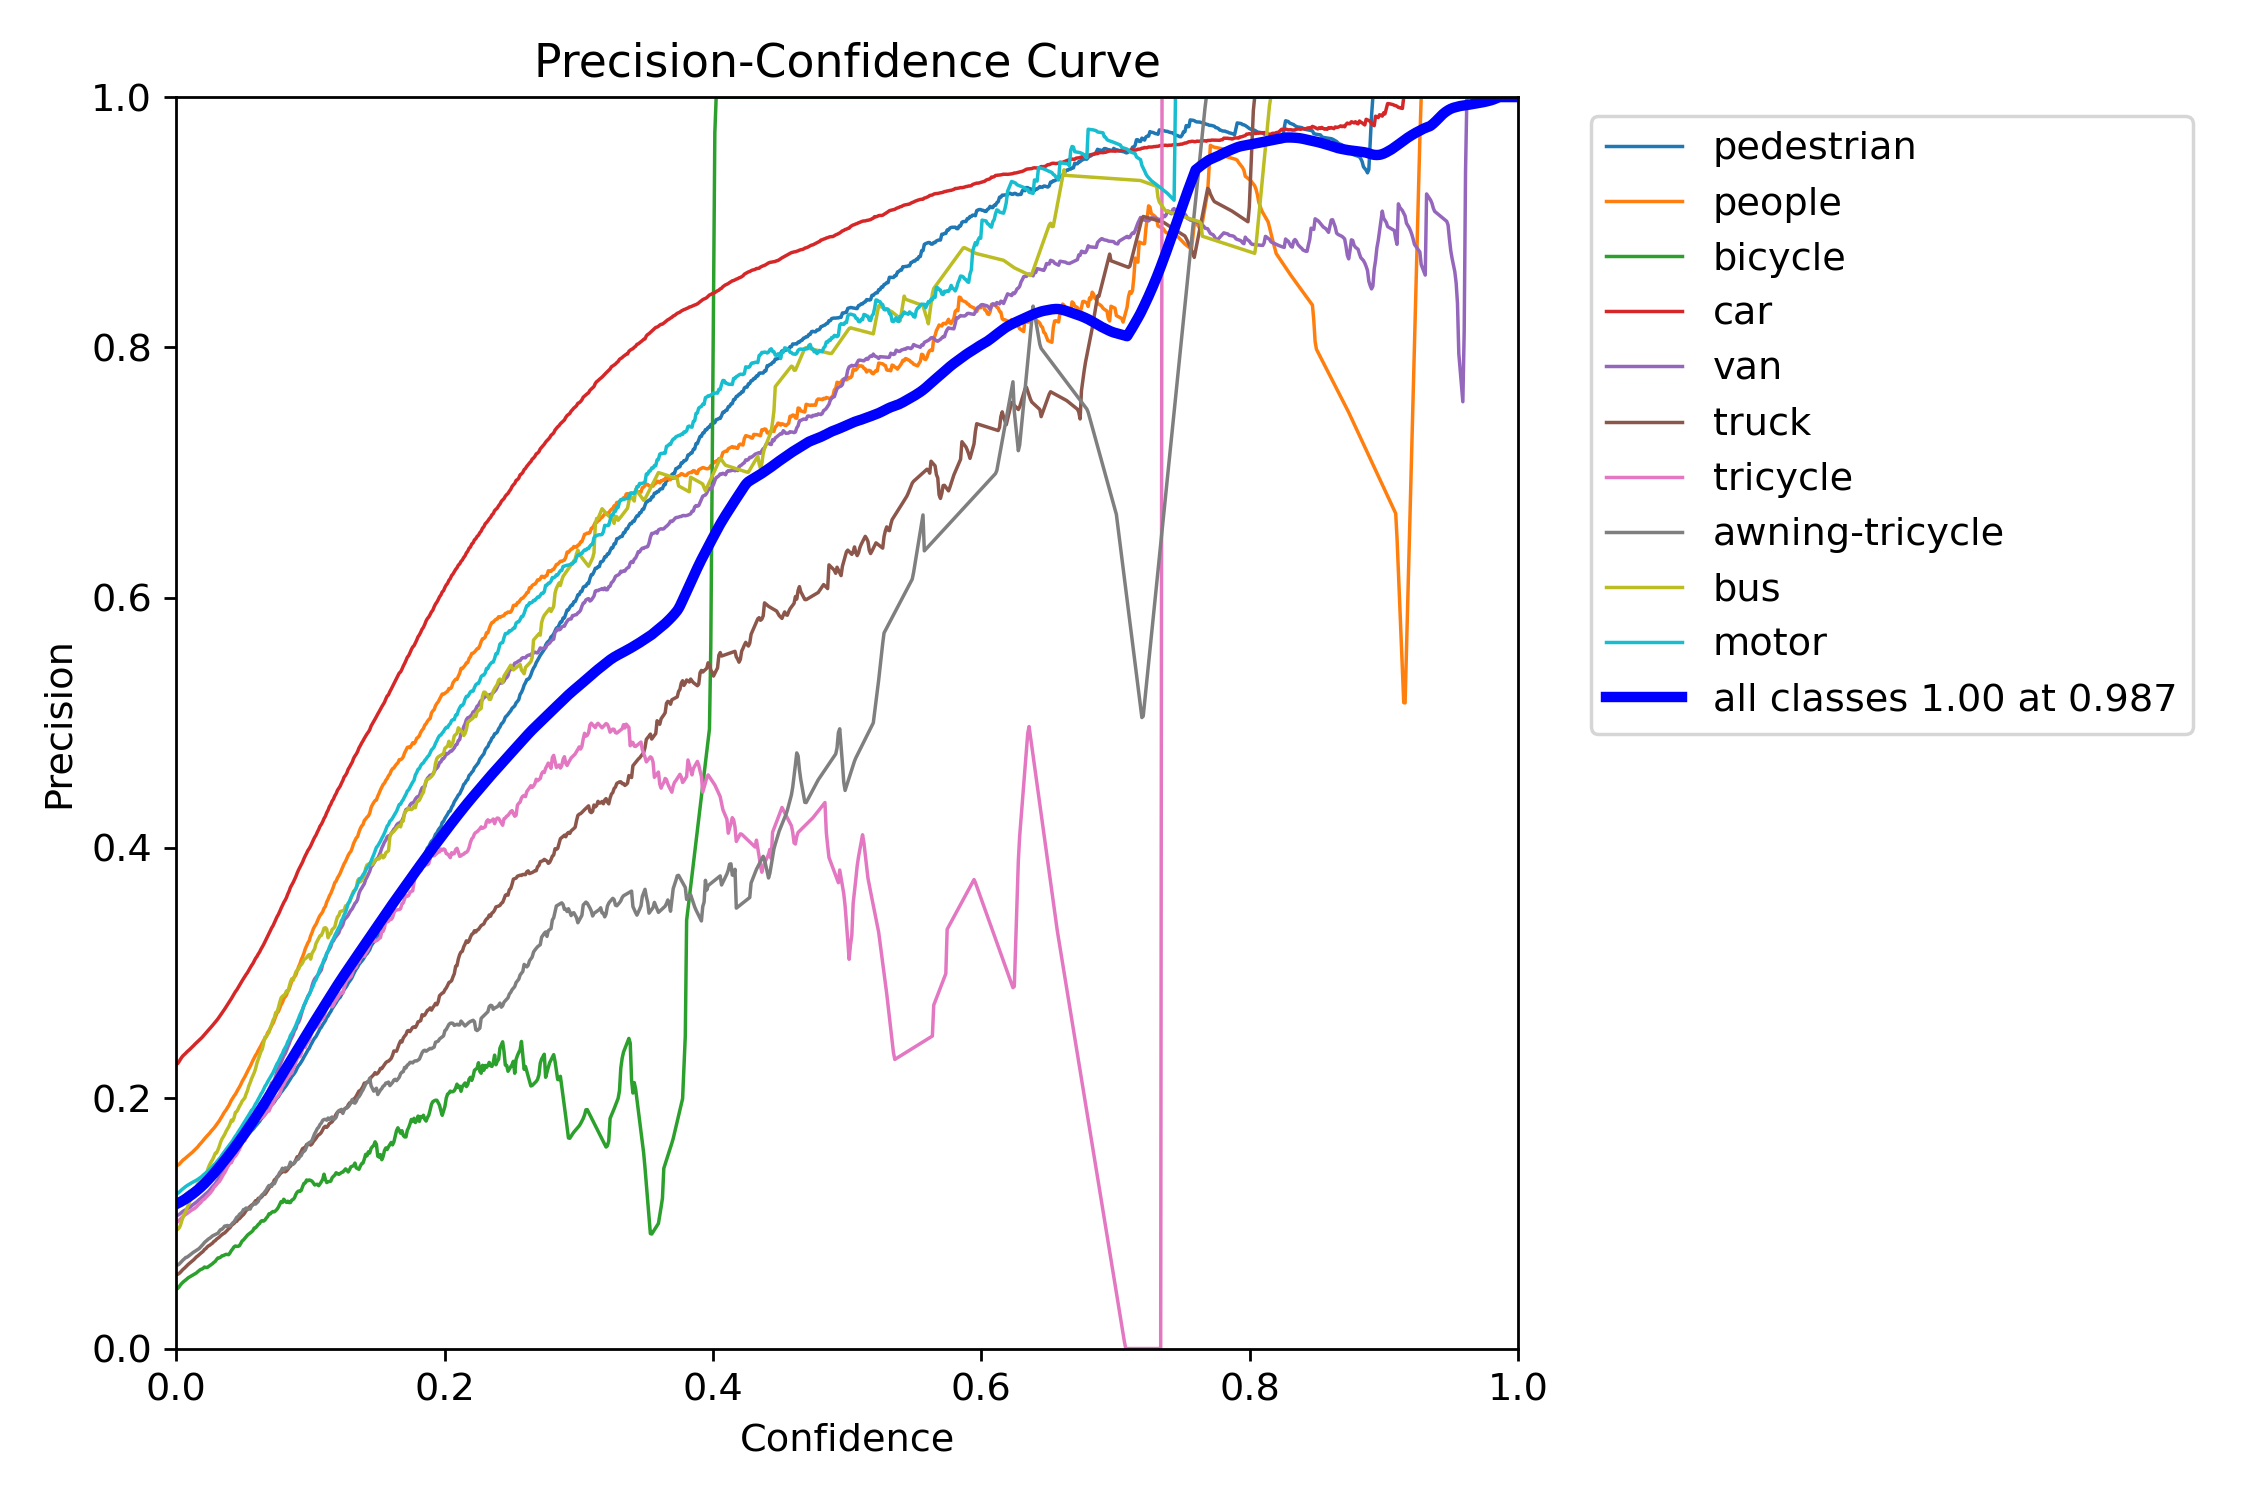 Precision-Confidence Curve
1.0
0.8
0.6
0.4
0.2
0.0
Precision
0.0 0.2 0.4 0.6 0.8 1.0
Confidence
pedestrian
people
bicycle
car
van
truck
tricycle
awning-tricycle
bus
motor
all classes 1.00 at 0.987